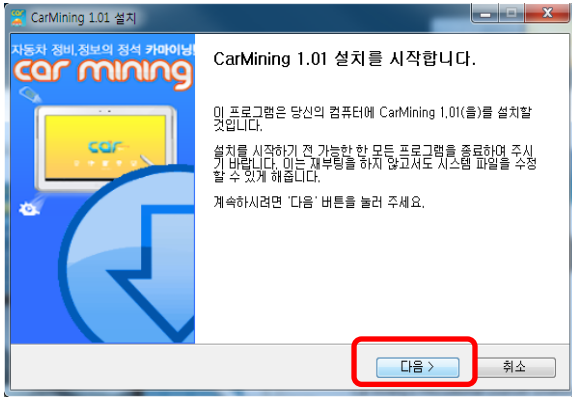 CarMining 1.01 설치
자동차 정비,정보의 정석 카마이닝!
car mining
car
CarMining 1.01 설치를 시작합니다.
이 프로그램은 당신의 컴퓨터에 CarMining 1.01(을)를 설치할
것입니다.
설치를 시작하기 전 가능한 한 모든 프로그램을 종료하여 주시
기 바랍니다. 이는 재부팅을 하지 않고서도 시스템 파일을 수정
할 수 있게 해줍니다.
계속하시려면 '다음' 버튼을 눌러 주세요.
다음 >
취소